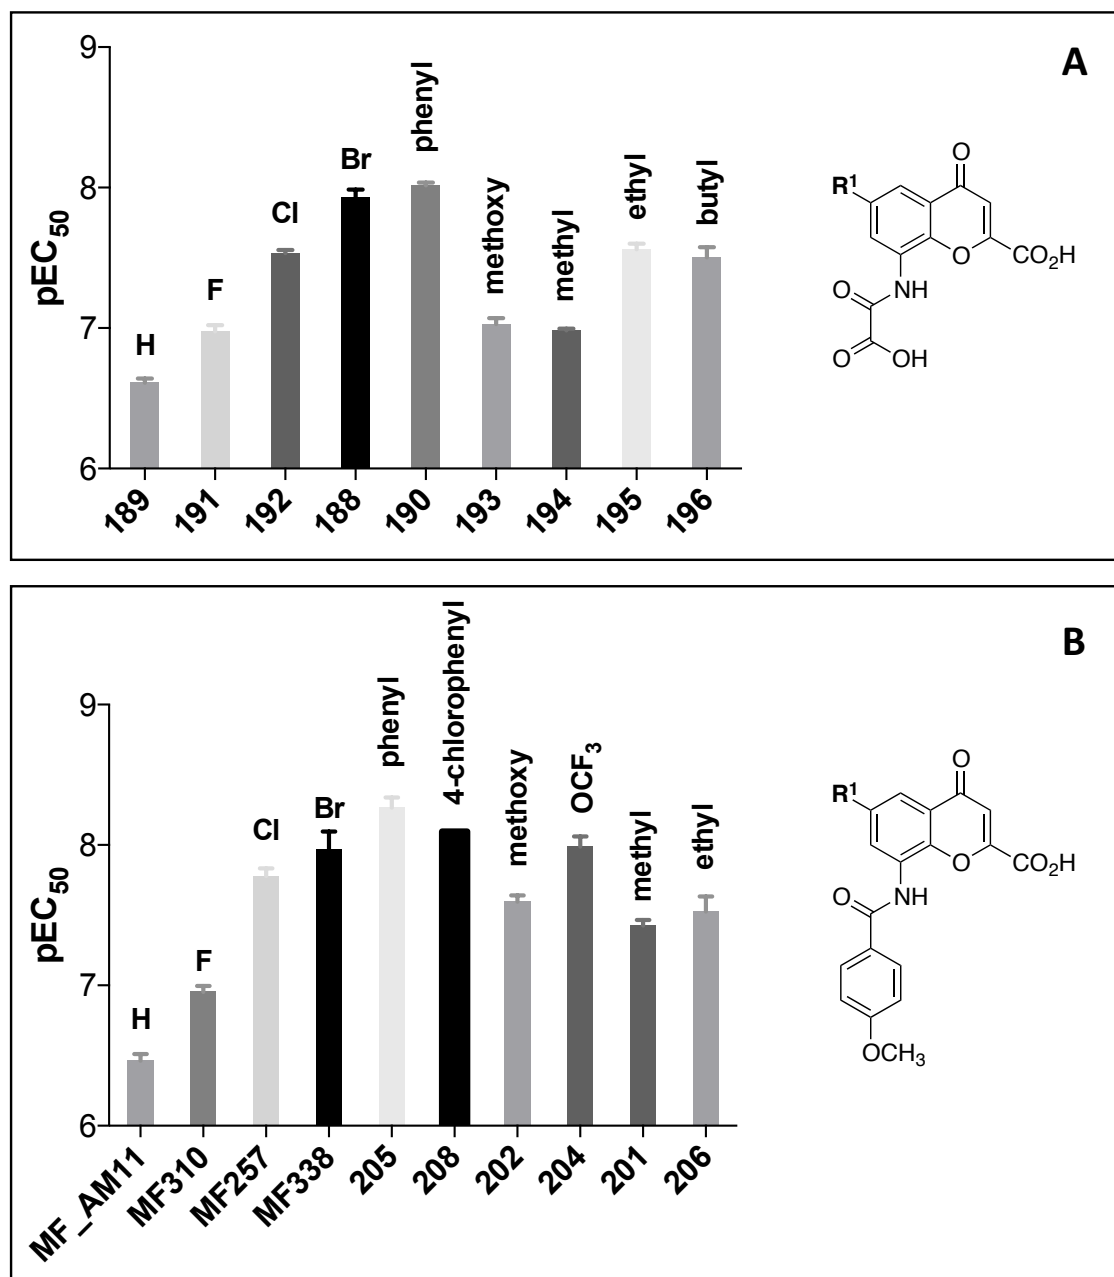 A
9
8
7
6
pEC50
H
F
Cl
Br
phenyl
methoxy
methyl
ethyl
butyl
189
191
192
188
190
193
194
195
196
O
R1
O
CO2H
O
NH
O
OH
B
9
8
7
6
pEC50
H
F
Cl
Br
phenyl
4-chlorophenyl
methoxy
OCF3
methyl
ethyl
MF_AM11
MF310
MF257
MF338
205
208
202
204
201
206
O
R1
O
CO2H
O
NH
OCH3